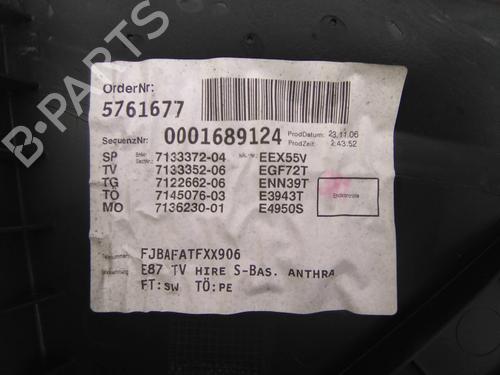 B-PARTS
OrderNr:
5761677
SequenzNr 0001689124 ProdDatum: 23.11.06
ProdZeit: 2:43:52
SP 7133372-04 EEX55V
TV 7133352-06 EGF72T
TG 7122662-06 ENN39T
TÖ 7145076-03 E3943T
MO 7136230-01 E4950S
FJBAFATFXX906
E87 TV HIRE S-BAS. ANTHRA
FT:SW TÖ:PE